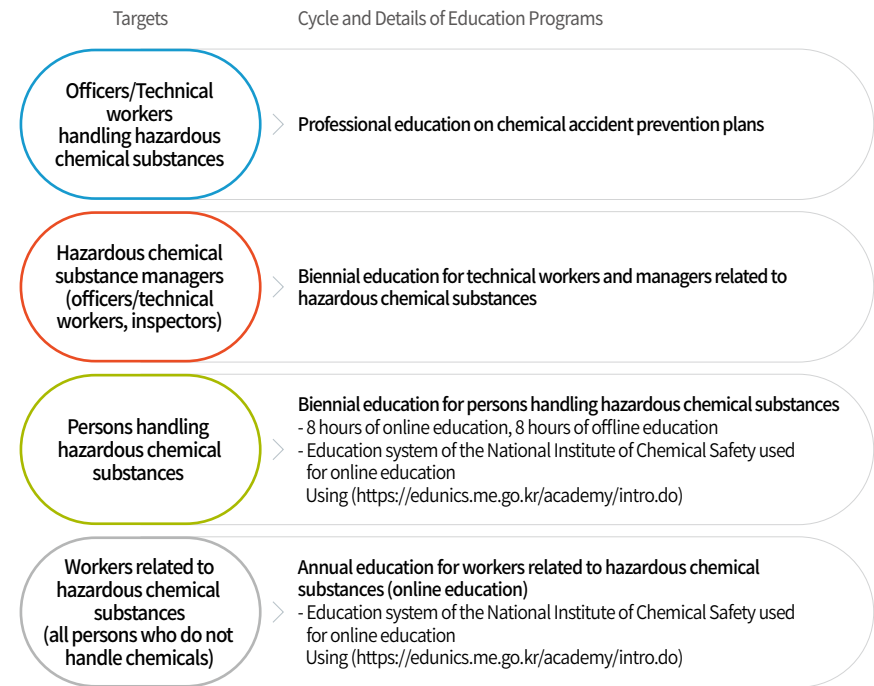 Targets
Cycle and Details of Education Programs
Officers/Technical
workers
handling hazardous
chemical substances
Professional education on chemical accident prevention plans
Hazardous chemical
substance managers
(officers/technical
workers, inspectors)
Biennial education for technical workers and managers related to
hazardous chemical substances
Persons handling
hazardous chemical
substances
Biennial education for persons handling hazardous chemical substances
- 8 hours of online education, 8 hours of offline education
- Education system of the National Institute of Chemical Safety used
for online education
Using (https://edunics.me.go.kr/academy/intro.do)
Workers related to
hazardous chemical
substances
(all persons who do not
handle chemicals)
Annual education for workers related to hazardous chemical
substances (online education)
- Education system of the National Institute of Chemical Safety used
for online education
Using (https://edunics.me.go.kr/academy/intro.do)